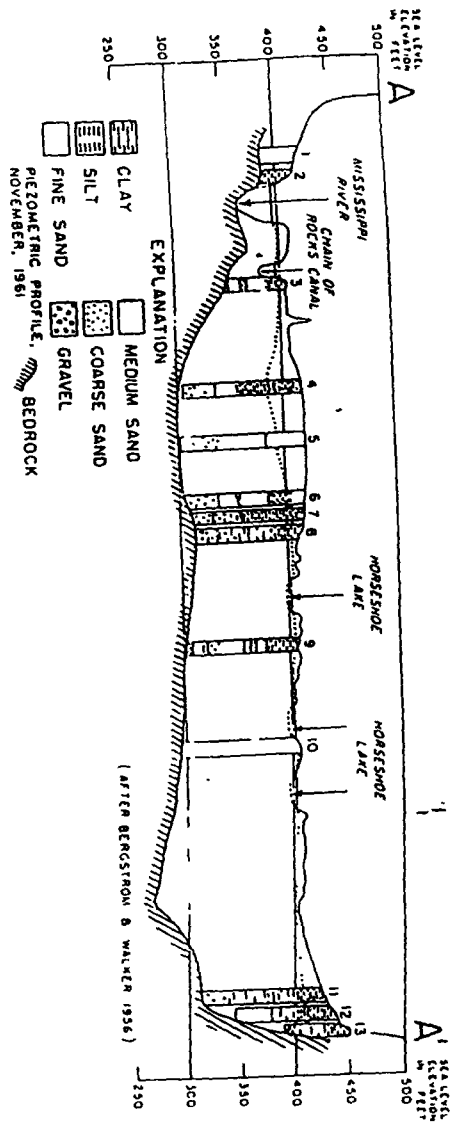 SEA LEVEL
ELEVATION
IN FEET
A
500
400
350
300
250
MISSISSIPPI
RIVER
CHAIN OF
ROCKS CANAL
HORSESHOE
LAKE
HORSESHOE
LAKE
SEA LEVEL
ELEVATION
IN FEET
A'
500
450
400
350
300
250
1
2
3
4
5
6
7
8
9
10
11
12
13
EXPLANATION
CLAY
SILT
FINE SAND
MEDIUM SAND
COARSE SAND
GRAVEL
PIEZOMETRIC PROFILE,
NOVEMBER, 1961
BEDROCK
(AFTER BERGSTROM & WALKER 1956)